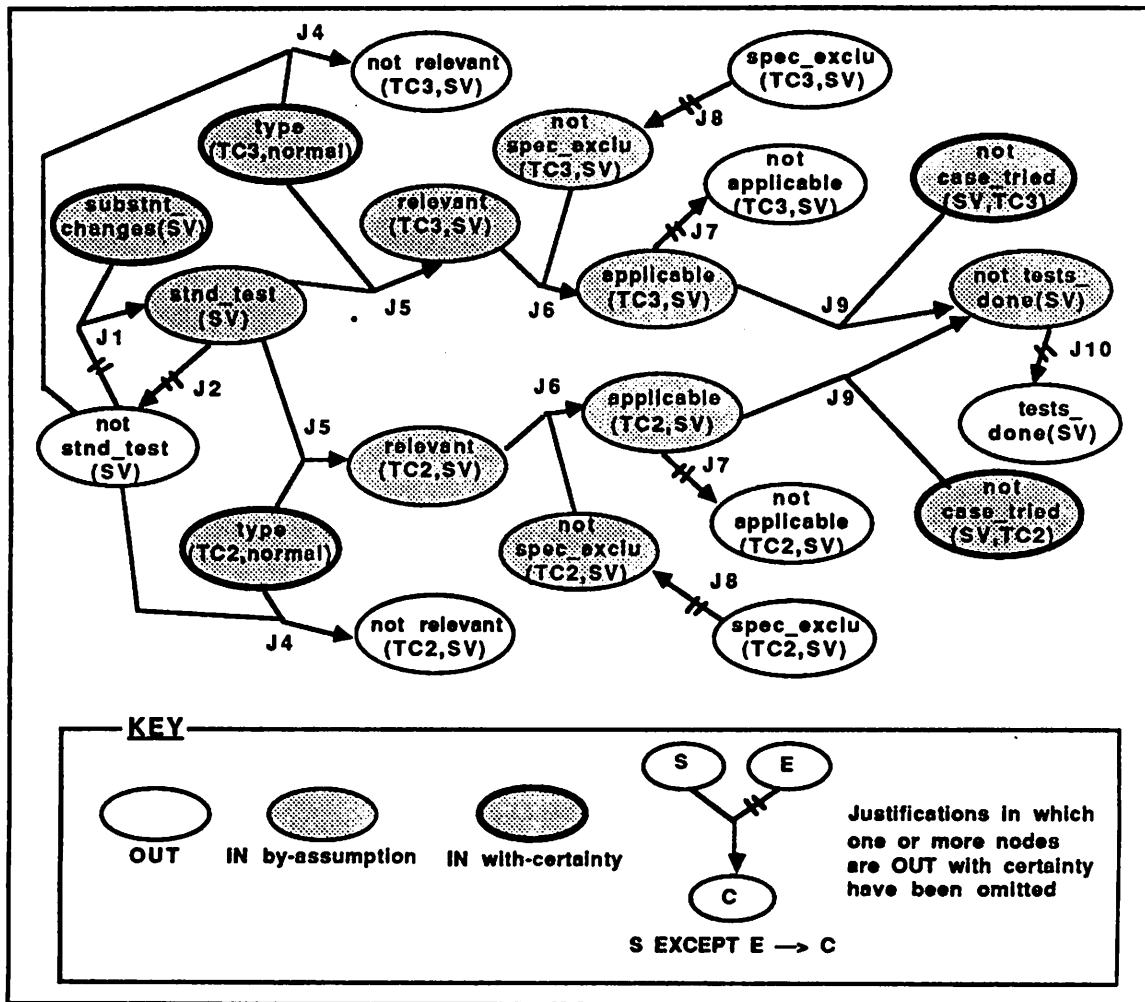 J4
not relevant
(TC3,SV)
spec_exclu
(TC3,SV)
J8
type
(TC3,normal)
not
spec_exclu
(TC3,SV)
not
applicable
(TC3,SV)
not
case_tried
(SV,TC3)
substnt_
changes(SV)
relevant
(TC3,SV)
J7
stnd_test
(SV)
J5
J6
applicable
(TC3,SV)
J9
not tests_
done(SV)
J1
J2
J10
not
stnd_test
(SV)
J5
J6
applicable
(TC2,SV)
J9
tests_
done(SV)
relevant
(TC2,SV)
J7
type
(TC2,normal)
not
spec_exclu
(TC2,SV)
not
applicable
(TC2,SV)
not
case_tried
(SV,TC2)
J8
J4
not relevant
(TC2,SV)
spec_exclu
(TC2,SV)
KEY
OUT
IN by-assumption
IN with-certainty
S
E
C
S EXCEPT E —> C
Justifications in which
one or more nodes
are OUT with certainty
have been omitted